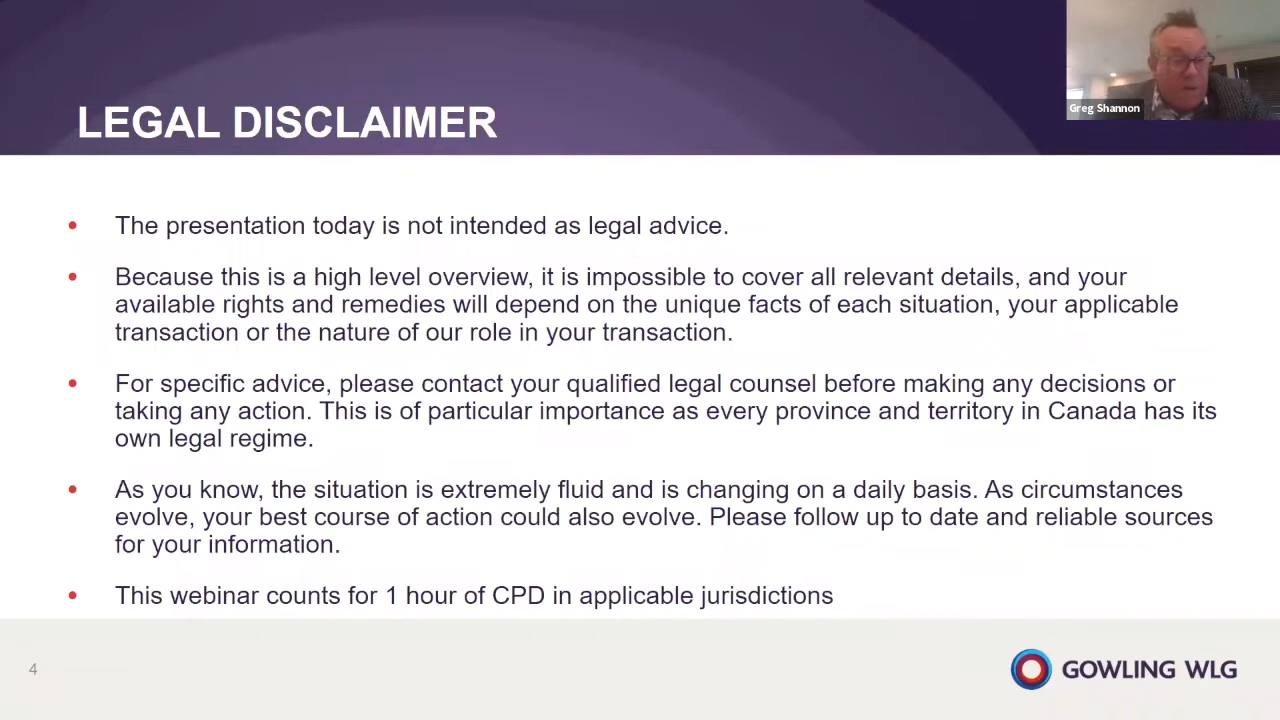 Greg Shannon
LEGAL DISCLAIMER
• The presentation today is not intended as legal advice.
• Because this is a high level overview, it is impossible to cover all relevant details, and your
available rights and remedies will depend on the unique facts of each situation, your applicable
transaction or the nature of our role in your transaction.
• For specific advice, please contact your qualified legal counsel before making any decisions or
taking any action. This is of particular importance as every province and territory in Canada has its
own legal regime.
• As you know, the situation is extremely fluid and is changing on a daily basis. As circumstances
evolve, your best course of action could also evolve. Please follow up to date and reliable sources
for your information.
• This webinar counts for 1 hour of CPD in applicable jurisdictions
4
GOWLING WLG